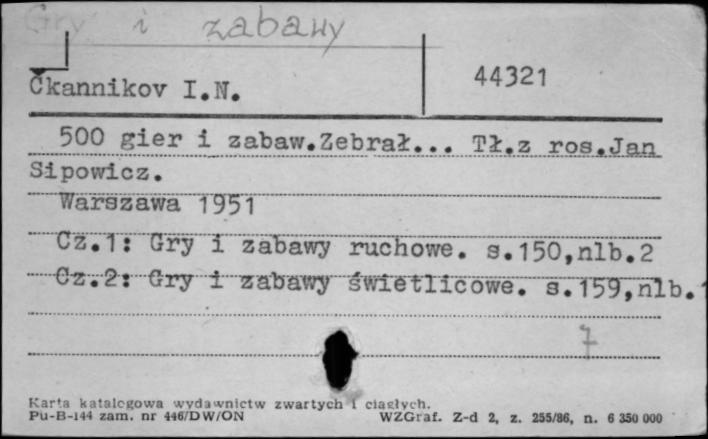 Gry i zabawy
Čkannikov I.N.
44321
500 gier i zabaw.Zebrał... Tł.z ros.Jan
Sipowicz.
Warszawa 1951
Cz.1: Gry i zabawy ruchowe. s.150,nlb.2
Cz.2: Gry i zabawy świetlicowe. s.159,nlb.1
7
Karta katalogowa wydawnictw zwartych i ciągłych.
Pu-B-144 zam. nr 446/DW/ON
WZGraf. Z-d 2, z. 255/86, n. 6 350 000